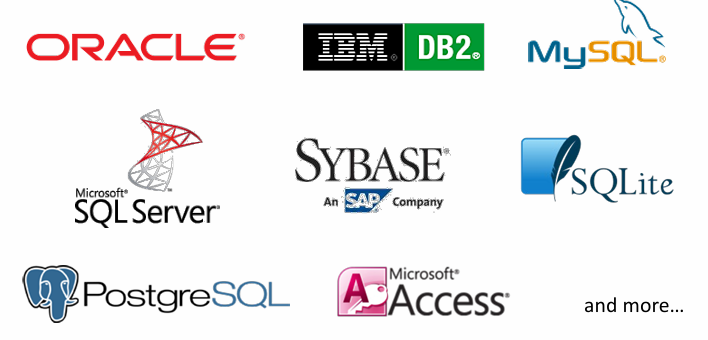 ORACLE®
IBM® DB2®
MySQL®
Microsoft®
SQL Server®
SYBASE®
An SAP Company
SQLite
PostgreSQL
Microsoft®
Access®
and more...